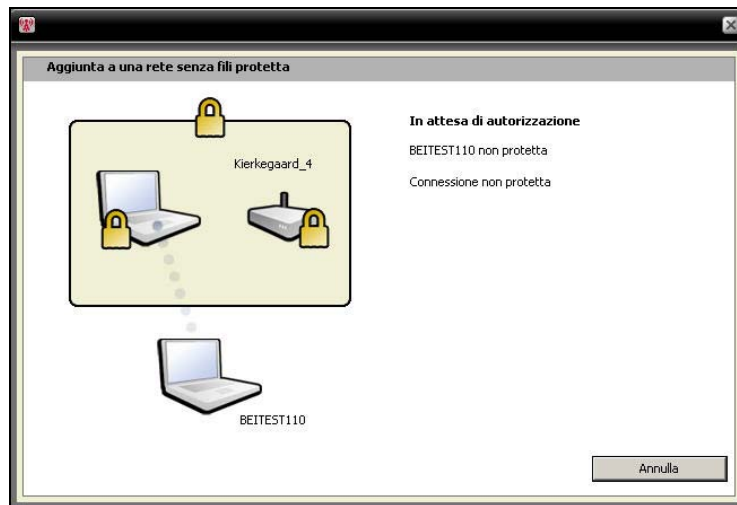 Aggiunta a una rete senza fili protetta
Kierkegaard_4
BEITEST110
In attesa di autorizzazione
BEITEST110 non protetta
Connessione non protetta
Annulla